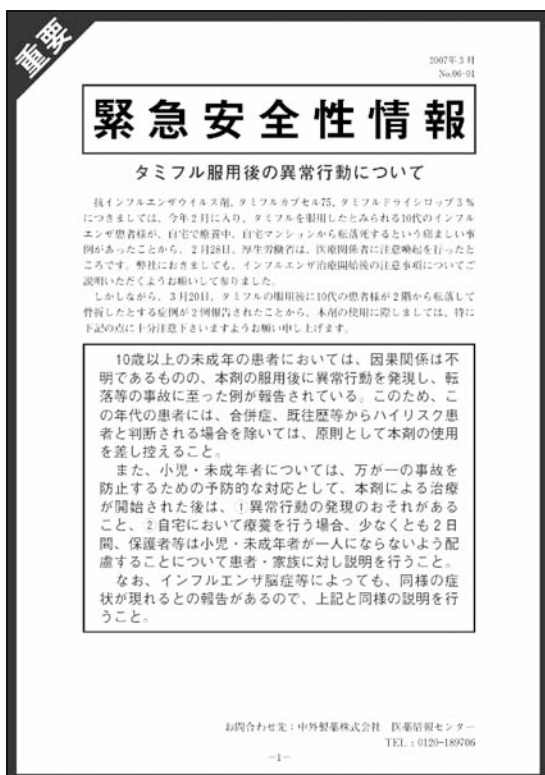 重要
2007年3月
No.06-01
緊急安全性情報
タミフル服用後の異常行動について
抗インフルエンザウイルス剤、タミフルカプセル75、タミフルドライシロップ3%
につきましては、今年2月に入り、タミフルを服用したとみられる10代のインフル
エンザ患者様が、自宅で療養中、自宅マンションから転落死するという痛ましい事
例があったことから、2月28日、厚生労働省は、医療関係者に注意喚起を行ったと
ころです。弊社におきましても、インフルエンザ治療開始後の注意事項についてご
説明いただくようお願いして参りました。
しかしながら、3月20日、タミフルの服用後に10代の患者様が2階から転落して
骨折したとする症例が2例報告されたことから、本剤の使用に際しましては、特に
下記の点に十分注意下さいますようお願い申し上げます。
10歳以上の未成年の患者においては、因果関係は不
明であるものの、本剤の服用後に異常行動を発現し、転
落等の事故に至った例が報告されている。このため、こ
の年代の患者には、合併症、既往歴等からハイリスク患
者と判断される場合を除いては、原則として本剤の使用
を差し控えること。
また、小児・未成年者については、万が一の事故を
防止するための予防的な対応として、本剤による治療
が開始された後は、①異常行動の発現のおそれがある
こと、②自宅において療養を行う場合、少なくとも2日
間、保護者等は小児・未成年者が一人にならないよう配
慮することについて患者・家族に対し説明を行うこと。
なお、インフルエンザ脳症等によっても、同様の症
状が現れるとの報告があるので、上記と同様の説明を行
うこと。
お問合わせ先：中外製薬株式会社 医薬情報センター
TEL：0120-189706
-1-